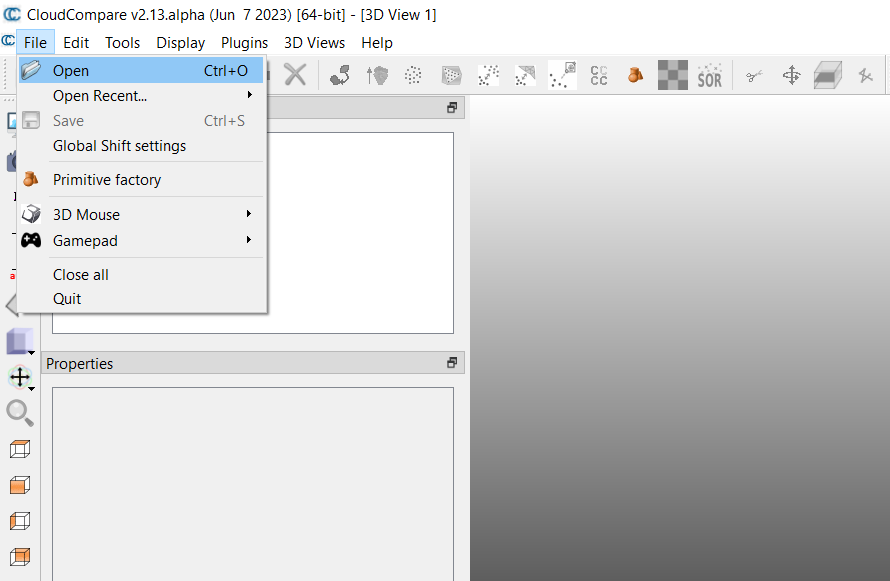 CloudCompare v2.13.alpha (Jun 7 2023) [64-bit] - [3D View 1]
File Edit Tools Display Plugins 3D Views Help
Open Ctrl+O
Open Recent...
Save Ctrl+S
Global Shift settings
Primitive factory
3D Mouse
Gamepad
Close all
Quit
CC
CC
SOR
Properties